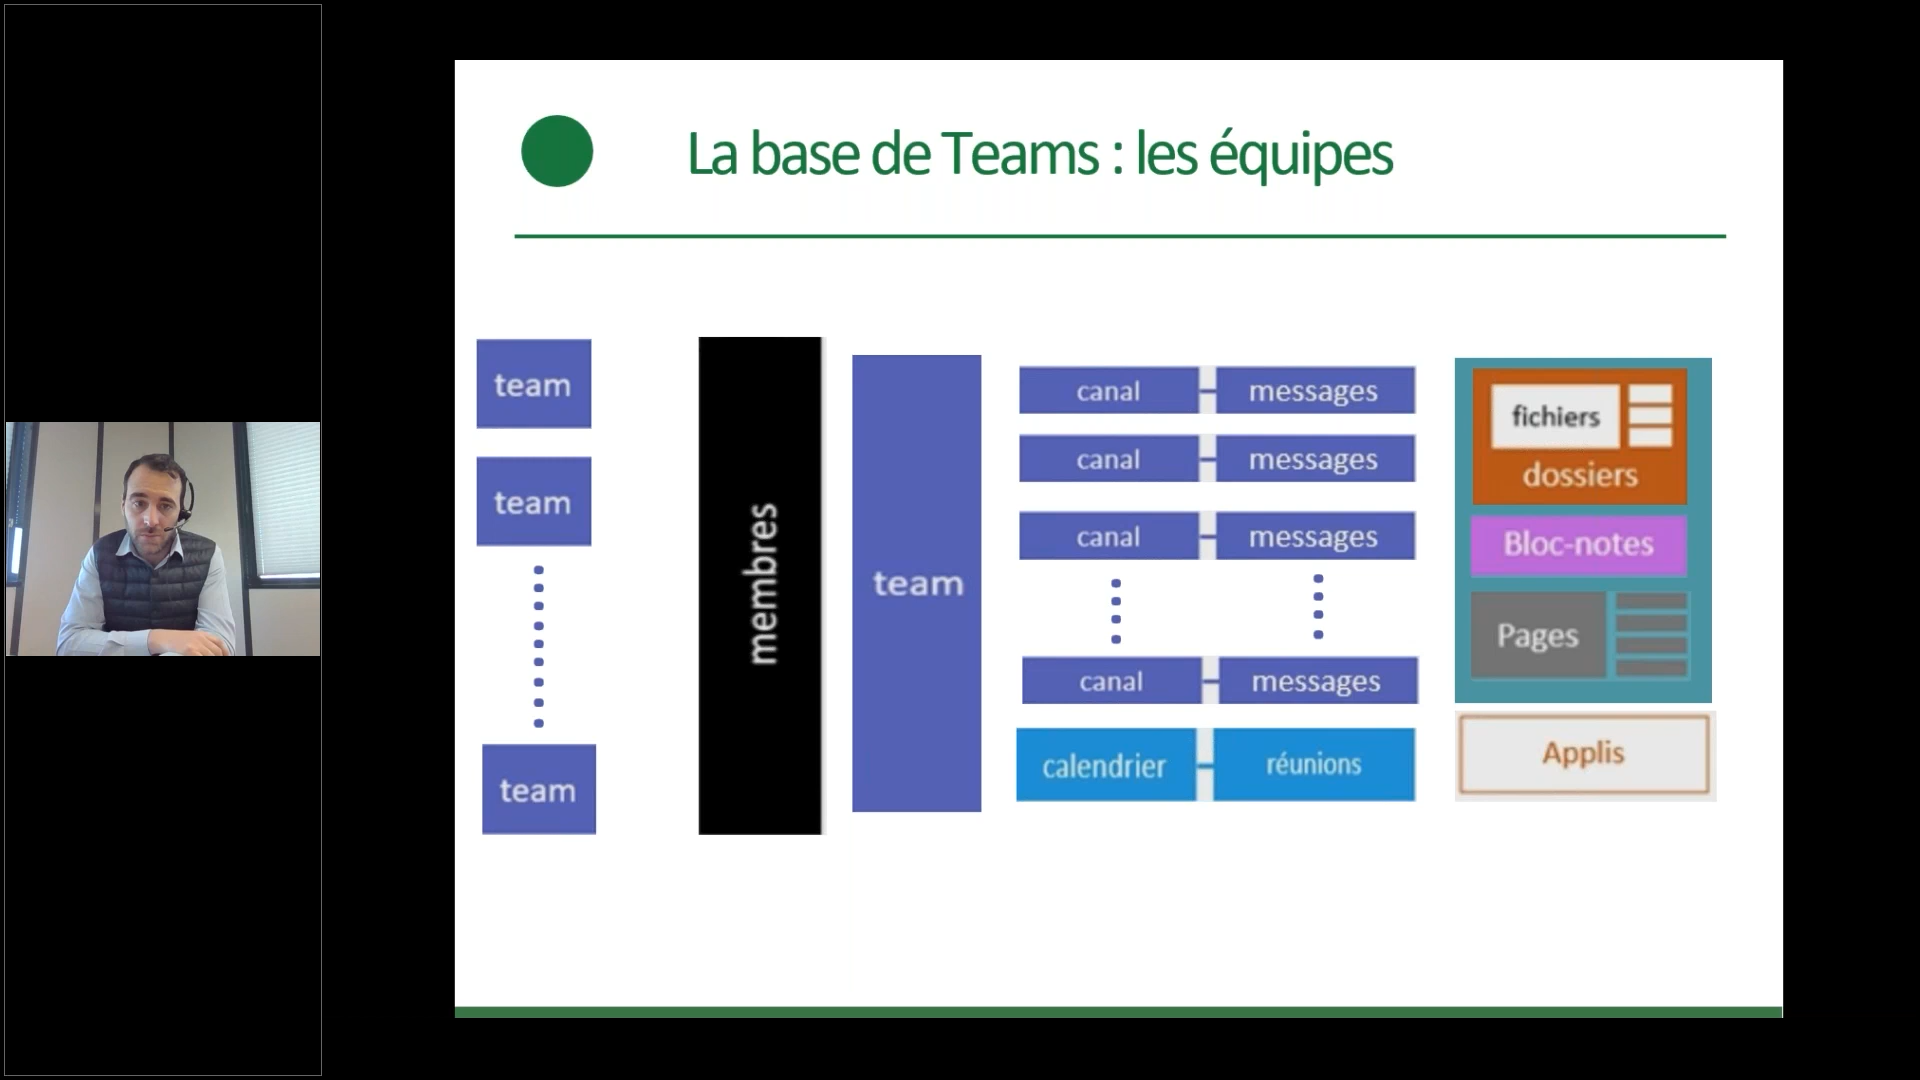 La base de Teams : les équipes
team
team
team
membres
team
canal messages
canal messages
canal messages
canal messages
calendrier réunions
fichiers
dossiers
Bloc-notes
Pages
Applis